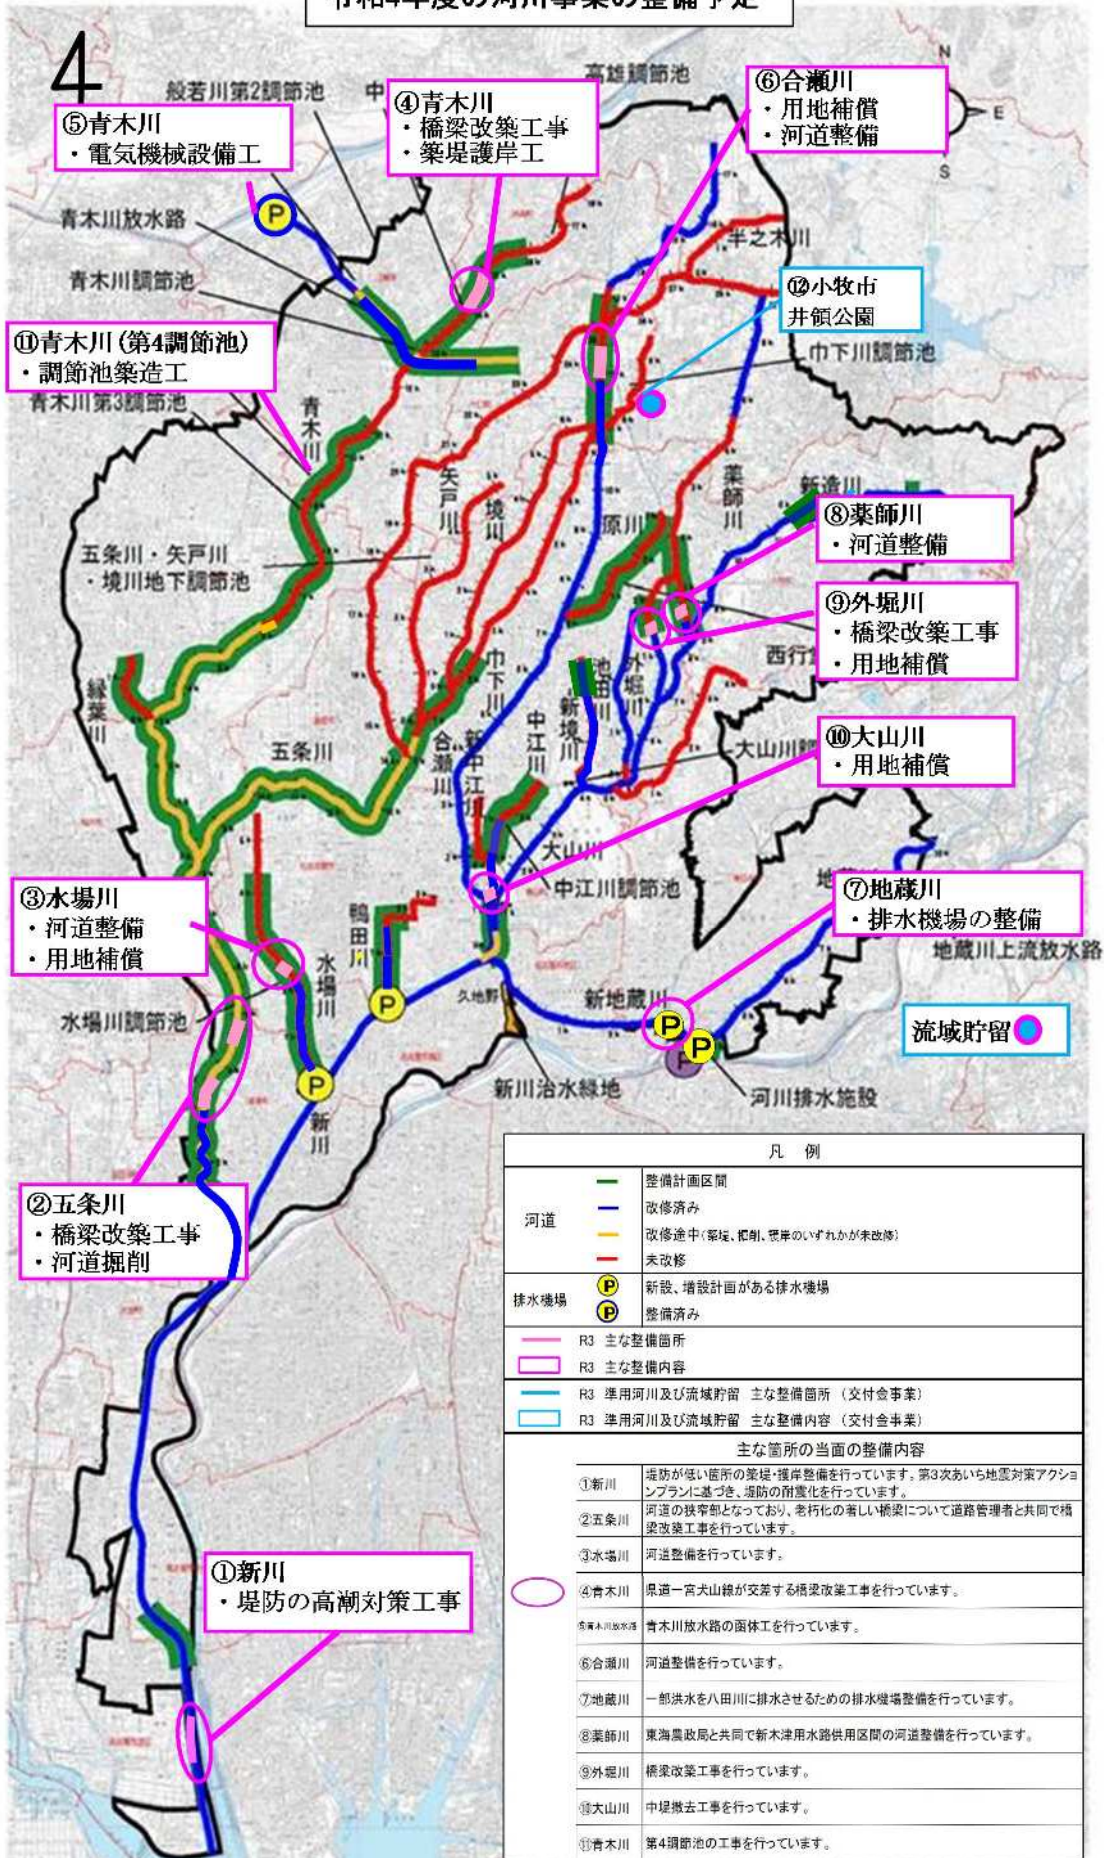 令和4年度の河川事業の整備予定
4
般若川第2調節池
中
高雄調節池
N
E
S
⑤青木川
・電気機械設備工
④青木川
・橋梁改築工事
・築堤護岸工
⑥合瀬川
・用地補償
・河道整備
P
青木川放水路
半之木川
青木川調節池
⑫小牧市
井領公園
⑪青木川(第4調節池)
・調節池築造工
巾下川調節池
青木川第3調節池
青木川
矢戸川
境川
薬師川
新造川
原川
⑧薬師川
・河道整備
五条川・矢戸川
・境川地下調節池
⑨外堀川
・橋梁改築工事
・用地補償
西行
縁葉川
巾下川
池田川
外堀川
新境川
中江川
新中江川
合瀬川
五条川
大山川
⑩大山川
・用地補償
大山川
中江川調節池
③水場川
・河道整備
・用地補償
鴨田川
水場川
地蔵
⑦地蔵川
・排水機場の整備
地蔵川上流放水路
久地野
新地蔵川
水場川調節池
P
P
P
P
P
流域貯留
新川治水緑地
河川排水施設
新川
②五条川
・橋梁改築工事
・河道掘削
凡 例
河道
整備計画区間
改修済み
改修途中(築堤、掘削、護岸のいずれかが未改修)
未改修
排水機場
P 新設、増設計画がある排水機場
P 整備済み
R3 主な整備箇所
R3 主な整備内容
R3 準用河川及び流域貯留 主な整備箇所 (交付金事業)
R3 準用河川及び流域貯留 主な整備内容 (交付金事業)
主な箇所の当面の整備内容
①新川 堤防が低い箇所の築堤・護岸整備を行っています。第3次あいち地震対策アクショ
ンプランに基づき、堤防の耐震化を行っています。
②五条川 河道の狭窄部となっており、老朽化の著しい橋梁について道路管理者と共同で橋
梁改築工事を行っています。
③水場川 河道整備を行っています。
④青木川 県道一宮犬山線が交差する橋梁改築工事を行っています。
⑤青木川放水路 青木川放水路の函体工を行っています。
⑥合瀬川 河道整備を行っています。
⑦地蔵川 一部洪水を八田川に排水させるための排水機場整備を行っています。
⑧薬師川 東海農政局と共同で新木津用水路供用区間の河道整備を行っています。
⑨外堀川 橋梁改築工事を行っています。
⑩大山川 中堤撤去工事を行っています。
⑪青木川 第4調節池の工事を行っています。
①新川
・堤防の高潮対策工事